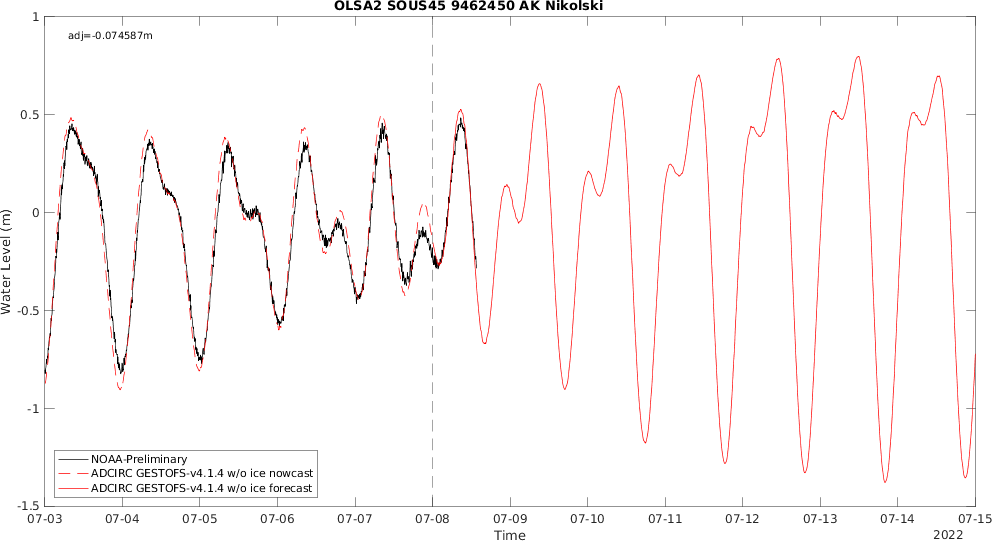 OLSA2 SOUS45 9462450 AK Nikolski
adj=-0.074587m
1
0.5
0
-0.5
-1
-1.5
Water Level (m)
NOAA-Preliminary
ADCIRC GESTOFS-v4.1.4 w/o ice nowcast
ADCIRC GESTOFS-v4.1.4 w/o ice forecast
07-03 07-04 07-05 07-06 07-07 07-08 07-09 07-10 07-11 07-12 07-13 07-14 07-15
Time
2022